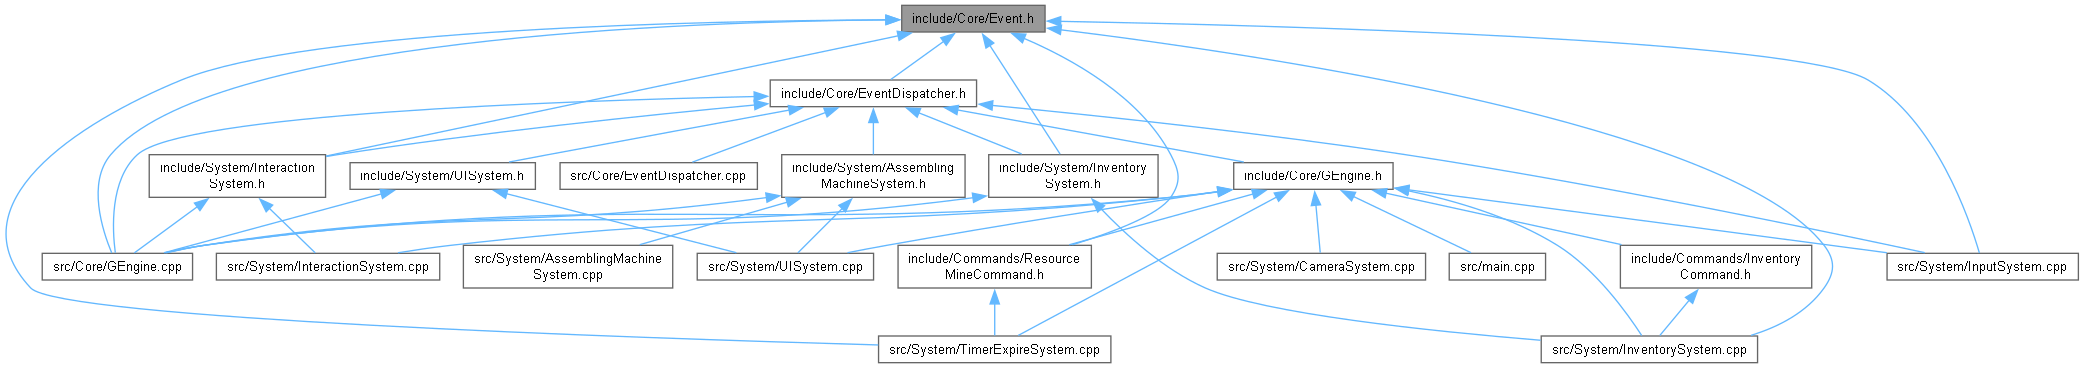 include/Core/Event.h
include/Core/EventDispatcher.h
include/System/Interaction
System.h
include/System/UISystem.h
src/Core/EventDispatcher.cpp
include/System/Assembling
MachineSystem.h
include/System/Inventory
System.h
include/Core/GEngine.h
src/Core/GEngine.cpp
src/System/InteractionSystem.cpp
src/System/AssemblingMachine
System.cpp
src/System/UISystem.cpp
include/Commands/Resource
MineCommand.h
src/System/CameraSystem.cpp
src/main.cpp
include/Commands/Inventory
Command.h
src/System/InputSystem.cpp
src/System/TimerExpireSystem.cpp
src/System/InventorySystem.cpp